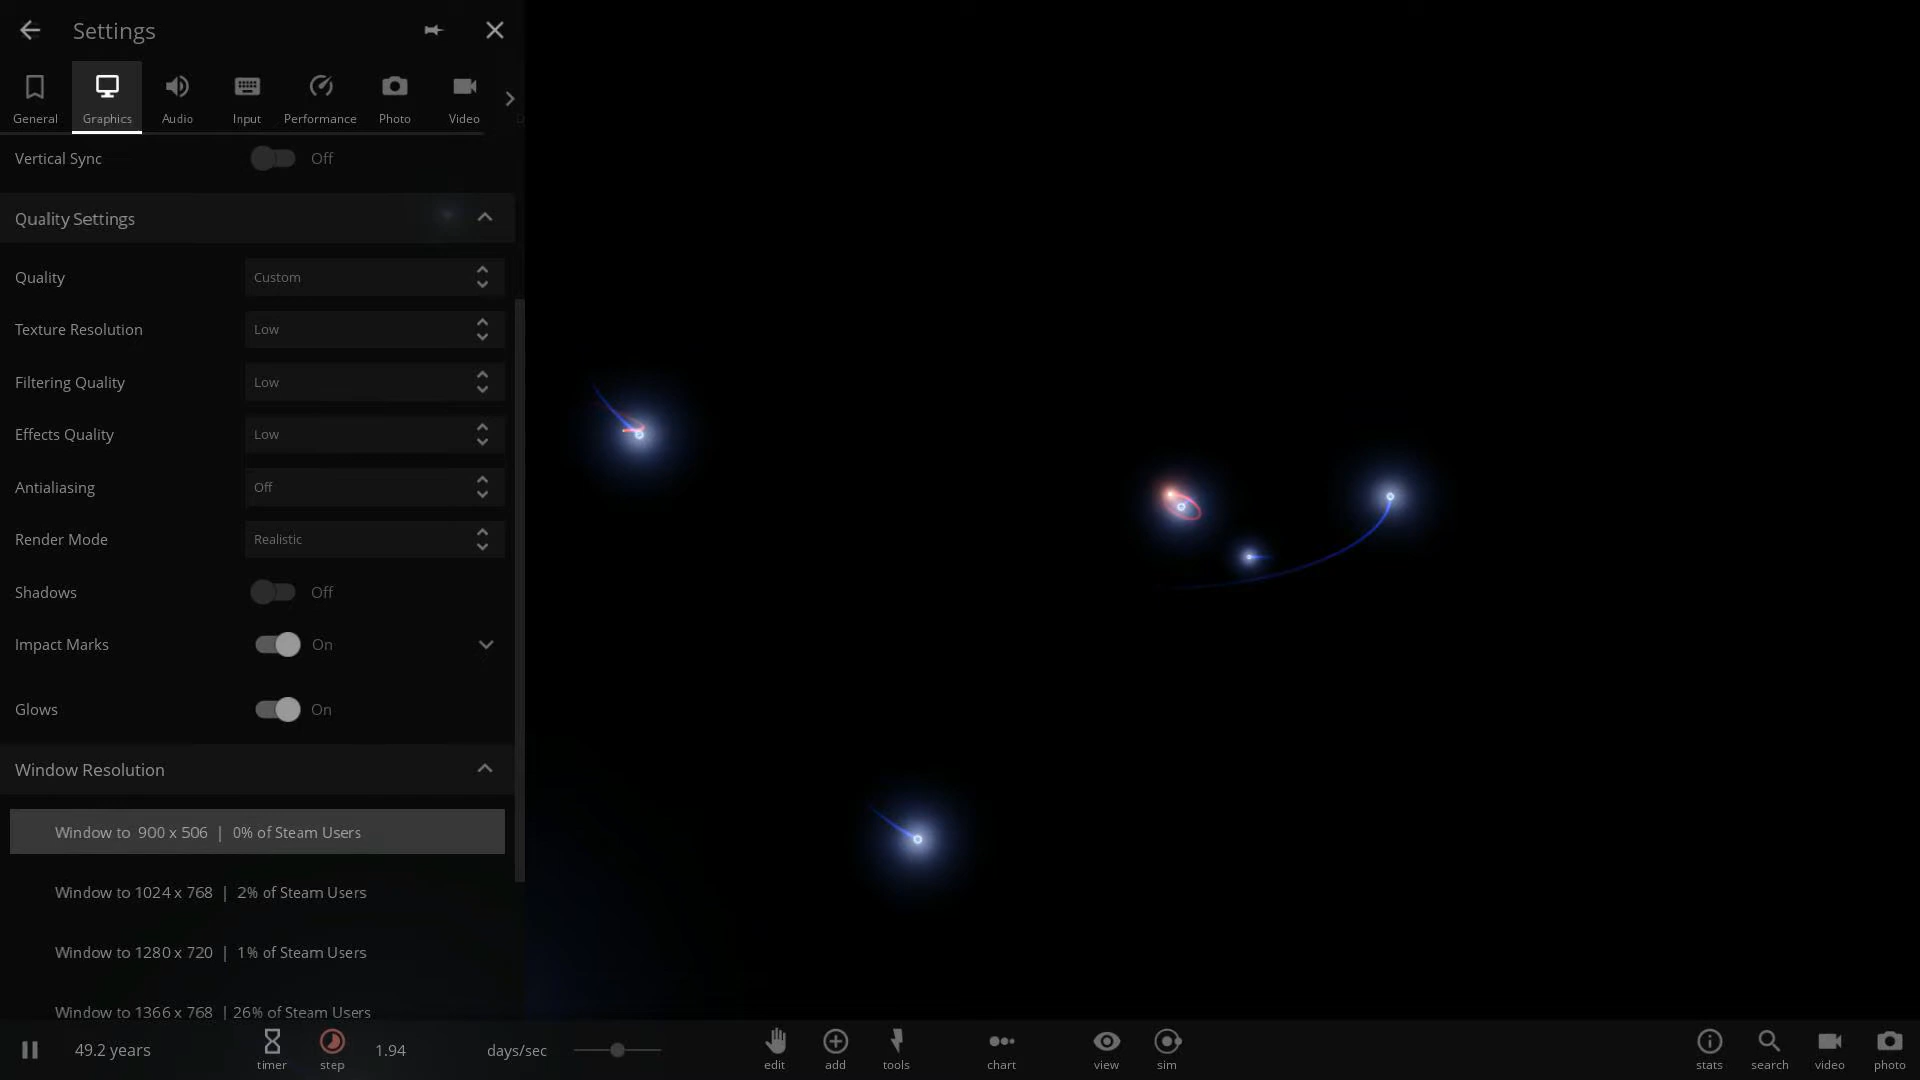 Settings
General
Graphics
Audio
Input
Performance
Photo
Video
Vertical Sync
Off
Quality Settings
Quality
Custom
Texture Resolution
Low
Filtering Quality
Low
Effects Quality
Low
Antialiasing
Off
Render Mode
Realistic
Shadows
Off
Impact Marks
On
Glows
On
Window Resolution
Window to 900 x 506 | 0% of Steam Users
Window to 1024 x 768 | 2% of Steam Users
Window to 1280 x 720 | 1% of Steam Users
Window to 1366 x 768 | 26% of Steam Users
49.2 years
timer
step
1.94
days/sec
edit
add
tools
chart
view
sim
stats
search
video
photo